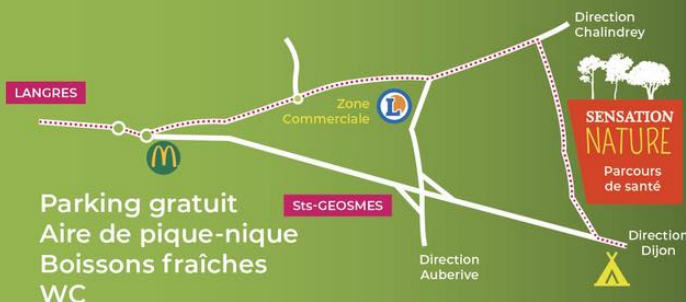 Direction
Chalindrey
LANGRES
Zone
Commerciale
L
M
SENSATION
NATURE
Parcours
de santé
Sts-GEOSMES
Parking gratuit
Aire de pique-nique
Boissons fraîches
WC
Direction
Auberive
Direction
Dijon